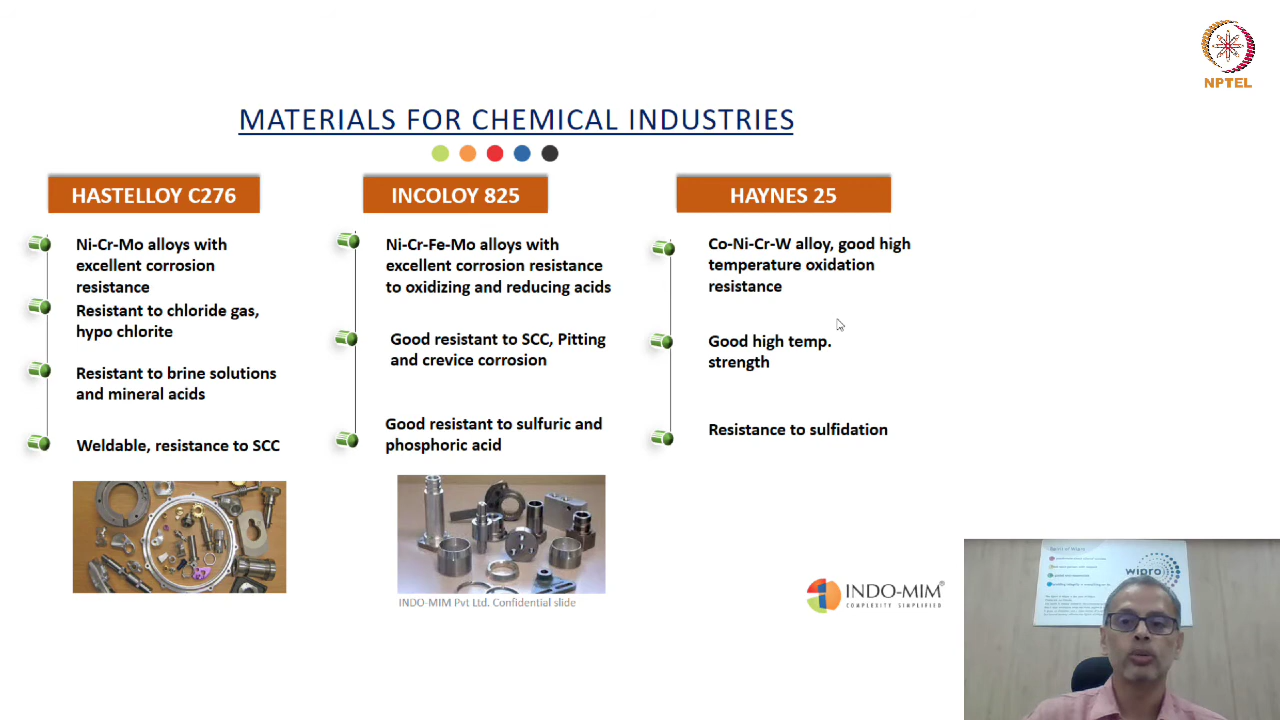 NPTEL
MATERIALS FOR CHEMICAL INDUSTRIES
HASTELLOY C276
Ni-Cr-Mo alloys with
excellent corrosion
resistance
Resistant to chloride gas,
hypo chlorite
Resistant to brine solutions
and mineral acids
Weldable, resistance to SCC
INCOLOY 825
Ni-Cr-Fe-Mo alloys with
excellent corrosion resistance
to oxidizing and reducing acids
Good resistant to SCC, Pitting
and crevice corrosion
Good resistant to sulfuric and
phosphoric acid
INDO-MIM Pvt Ltd. Confidential slide
HAYNES 25
Co-Ni-Cr-W alloy, good high
temperature oxidation
resistance
Good high temp.
strength
Resistance to sulfidation
INDO-MIM®
COMPLEXITY SIMPLIFIED
wipro